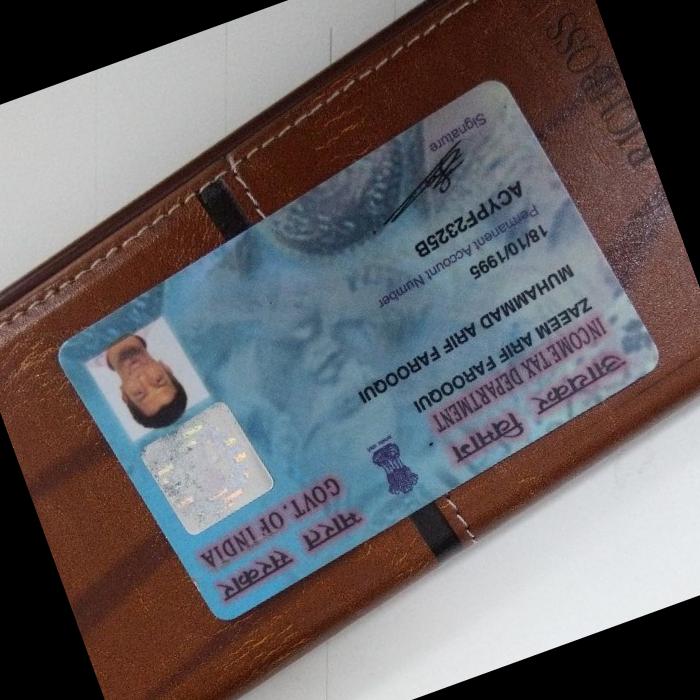 आयकर विभाग
INCOME TAX DEPARTMENT
भारत सरकार
GOVT. OF INDIA
ZAEEM ARIF FAROOQUI
MUHAMMAD ARIF FAROOQUI
18/10/1995
Permanent Account Number
ACYPF2325B
Signature
RICHBOSS